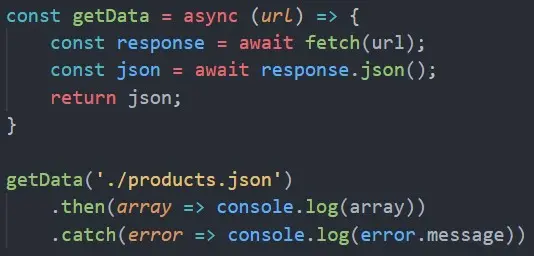 const getData = async (url) => {
    const response = await fetch(url);
    const json = await response.json();
    return json;
}

getData('./products.json')
    .then(array => console.log(array))
    .catch(error => console.log(error.message))